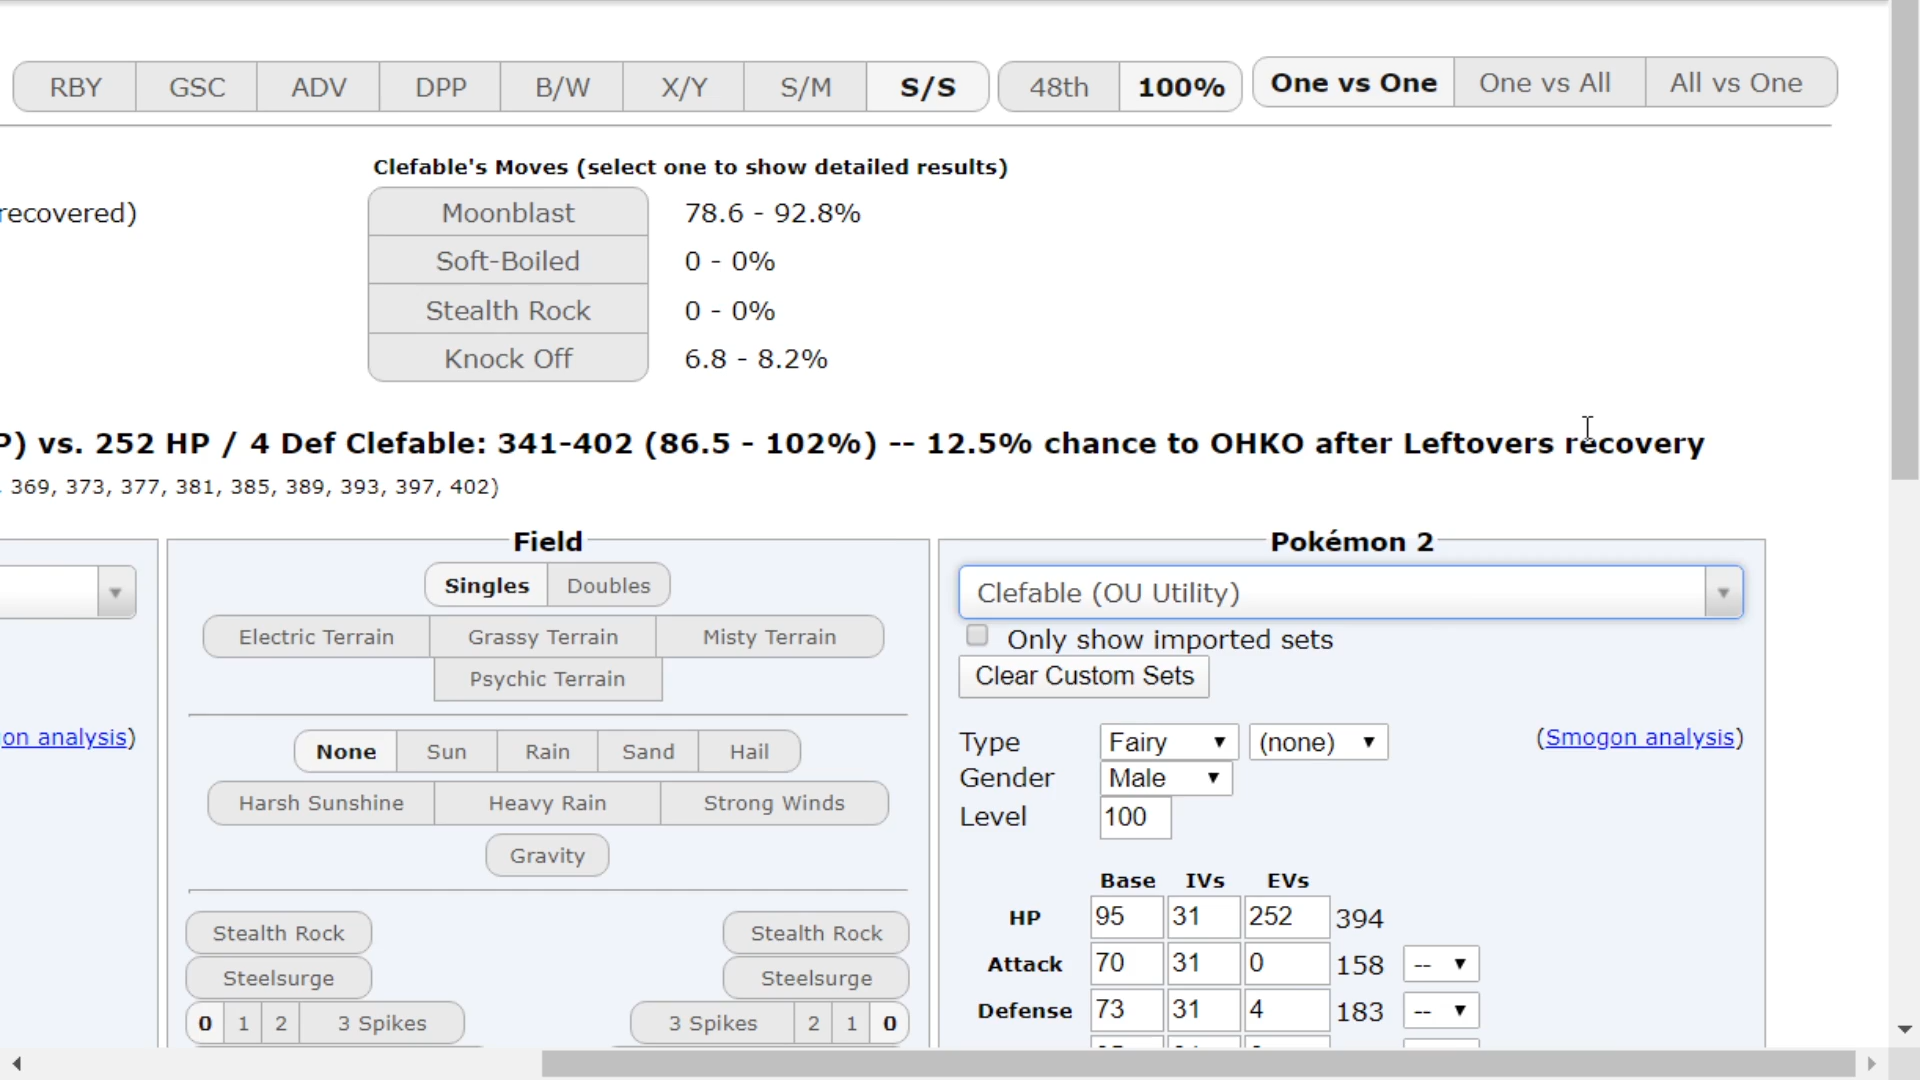 RBY GSC ADV DPP B/W X/Y S/M S/S 48th 100% One vs One One vs All All vs One
Clefable's Moves (select one to show detailed results)
recovered) Moonblast 78.6 - 92.8%
Soft-Boiled 0 - 0%
Stealth Rock 0 - 0%
Knock Off 6.8 - 8.2%
P) vs. 252 HP / 4 Def Clefable: 341-402 (86.5 - 102%) -- 12.5% chance to OHKO after Leftovers recovery
369, 373, 377, 381, 385, 389, 393, 397, 402)
Field
Singles Doubles
Electric Terrain Grassy Terrain Misty Terrain
Psychic Terrain
on analysis)
None Sun Rain Sand Hail
Harsh Sunshine Heavy Rain Strong Winds
Gravity
Stealth Rock Stealth Rock
Steelsurge Steelsurge
0 1 2 3 Spikes 3 Spikes 2 1 0
Pokémon 2
Clefable (OU Utility)
Only show imported sets
Clear Custom Sets
Type Fairy (none) (Smogon analysis)
Gender Male
Level 100
Base IVs EVs
HP 95 31 252 394
Attack 70 31 0 158 --
Defense 73 31 4 183 --